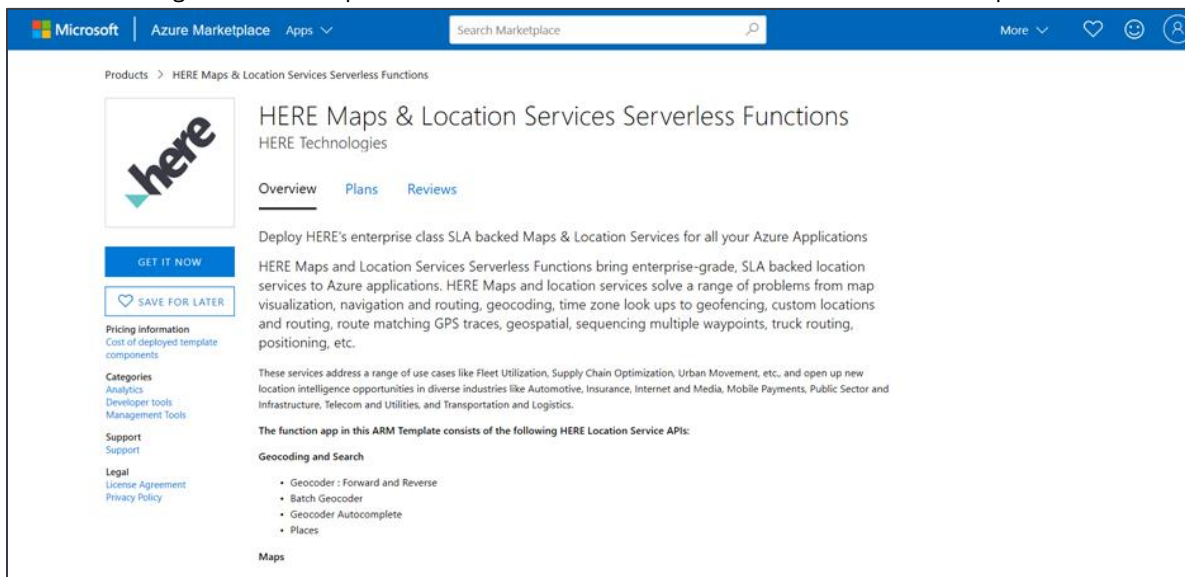 Microsoft
Azure Marketplace
Apps
Search Marketplace
More
Products > HERE Maps & Location Services Serverless Functions
here
HERE Maps & Location Services Serverless Functions
HERE Technologies
Overview Plans Reviews
GET IT NOW
SAVE FOR LATER
Pricing information
Cost of deployed template
components
Categories
Analytics
Developer tools
Management Tools
Support
Support
Legal
License Agreement
Privacy Policy
Deploy HERE's enterprise class SLA backed Maps & Location Services for all your Azure Applications
HERE Maps and Location Services Serverless Functions bring enterprise-grade, SLA backed location
services to Azure applications. HERE Maps and location services solve a range of problems from map
visualization, navigation and routing, geocoding, time zone look ups to geofencing, custom locations
and routing, route matching GPS traces, geospatial, sequencing multiple waypoints, truck routing,
positioning, etc.
These services address a range of use cases like Fleet Utilization, Supply Chain Optimization, Urban Movement, etc., and open up new
location intelligence opportunities in diverse industries like Automotive, Insurance, Internet and Media, Mobile Payments, Public Sector and
Infrastructure, Telecom and Utilities, and Transportation and Logistics.
The function app in this ARM Template consists of the following HERE Location Service APIs:
Geocoding and Search
• Geocoder : Forward and Reverse
• Batch Geocoder
• Geocoder Autocomplete
• Places
Maps